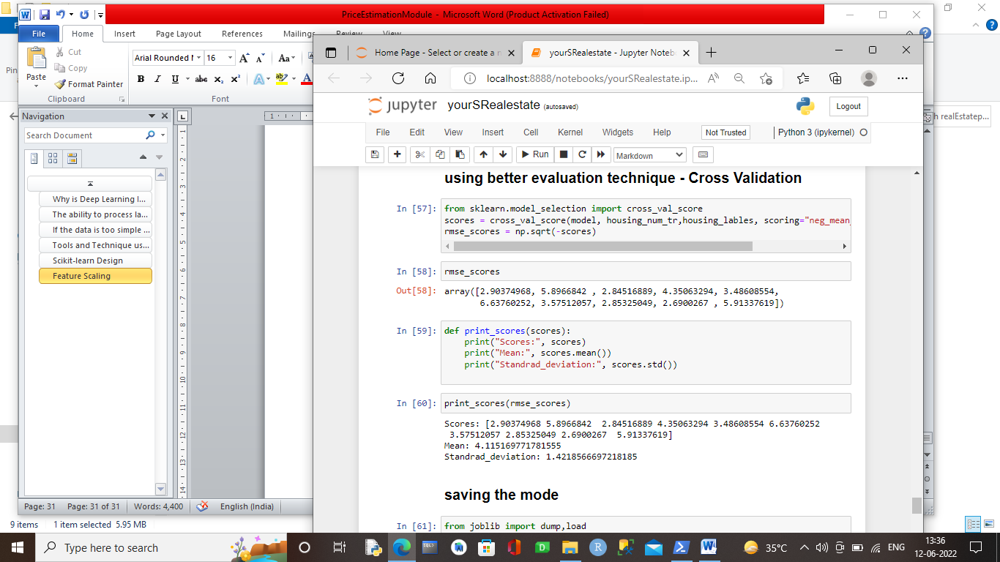 PriceEstimationModule - Microsoft Word (Product Activation Failed)
File Home Insert Page Layout References Mailings Review View
Paste
Cut
Copy
Format Painter
Clipboard
Arial Rounded 16
Font
Navigation
Search Document
Why is Deep Learning I...
The ability to process la...
If the data is too simple ...
Tools and Technique us...
Scikit-learn Design
Feature Scaling
Page: 31 Page: 31 of 31 Words: 4,400 English (India)
9 items 1 item selected 5.95 MB
h realEstatep...
Home Page - Select or create a n
yourSRealestate - Jupyter Noteb
localhost:8888/notebooks/yourSRealestate.ip...
jupyter yourSRealestate (autosaved)
Logout
File Edit View Insert Cell Kernel Widgets Help Not Trusted Python 3 (ipykernel)
Run Markdown
using better evaluation technique - Cross Validation
In [57]: from sklearn.model_selection import cross_val_score
scores = cross_val_score(model, housing_num_tr,housing_lables, scoring="neg_mean_
rmse_scores = np.sqrt(-scores)
In [58]: rmse_scores
Out[58]: array([2.90374968, 5.8966842 , 2.84516889, 4.35063294, 3.48608554,
6.63760252, 3.57512057, 2.85325049, 2.6900267 , 5.91337619])
In [59]: def print_scores(scores):
print("Scores:", scores)
print("Mean:", scores.mean())
print("Standrad_deviation:", scores.std())
In [60]: print_scores(rmse_scores)
Scores: [2.90374968 5.8966842  2.84516889 4.35063294 3.48608554 6.63760252
3.57512057 2.85325049 2.6900267  5.91337619]
Mean: 4.115169771781555
Standrad_deviation: 1.4218566697218185
saving the mode
In [61]: from joblib import dump,load
Type here to search
35°C ENG 13:36
12-06-2022